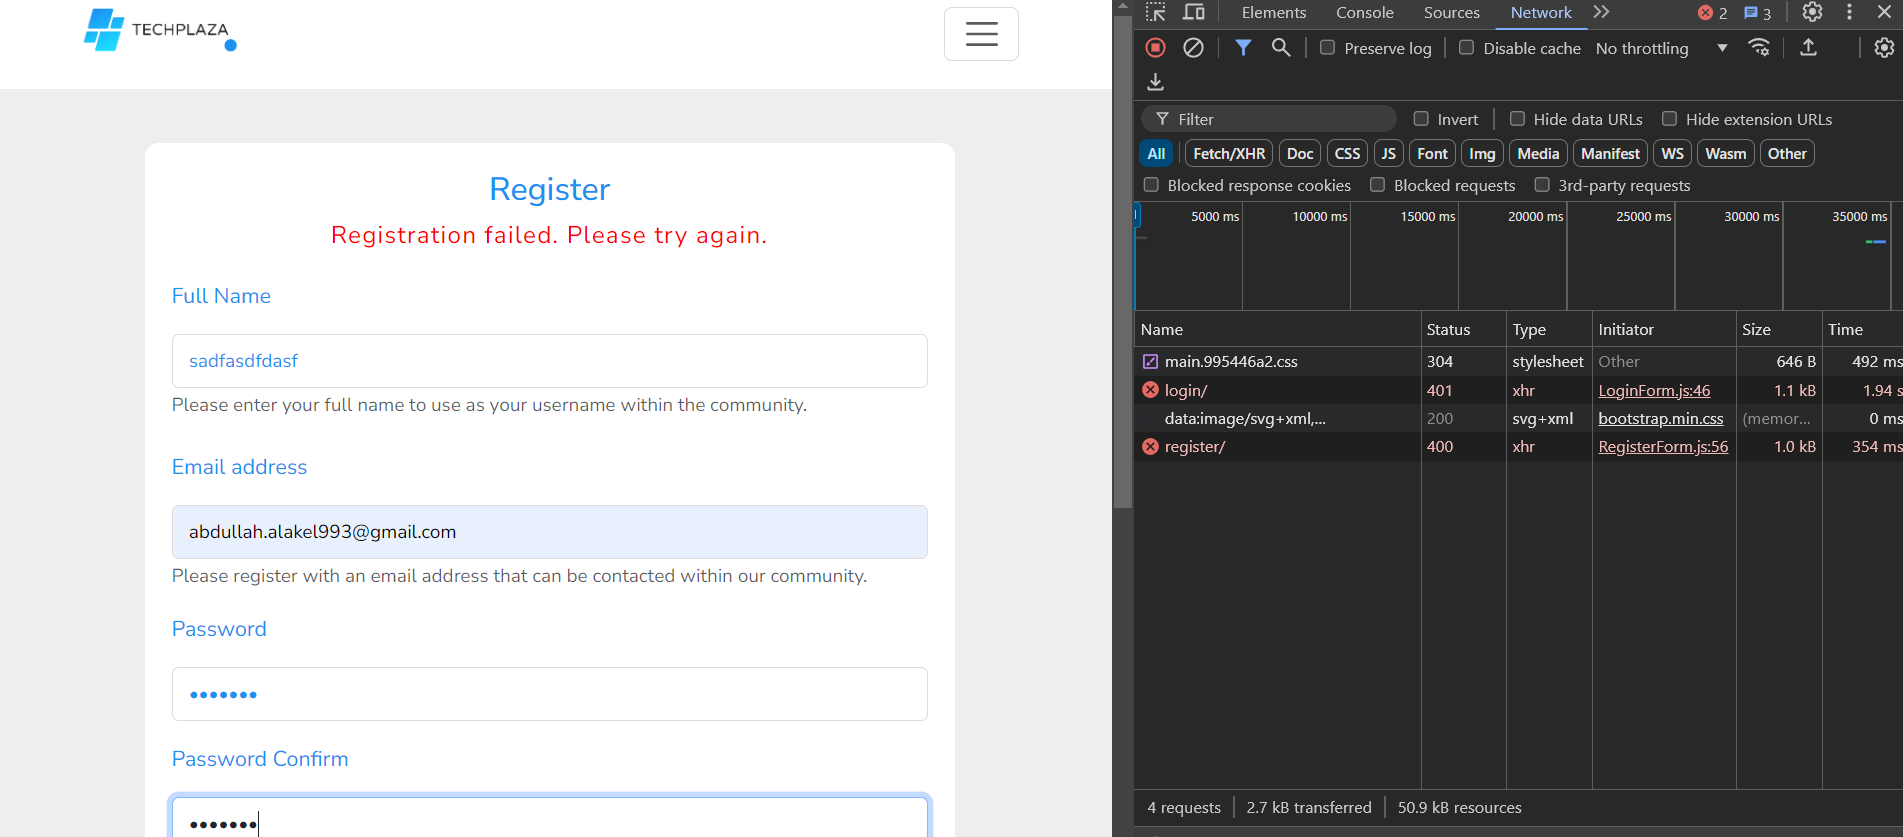 TECHPLAZA
Register
Registration failed. Please try again.
Full Name
sadfasdfdasf
Please enter your full name to use as your username within the community.
Email address
abdullah.alakel993@gmail.com
Please register with an email address that can be contacted within our community.
Password
•••••••
Password Confirm
•••••••
Elements Console Sources Network 2 3
Preserve log Disable cache No throttling
Filter Invert Hide data URLs Hide extension URLs
All Fetch/XHR Doc CSS JS Font Img Media Manifest WS Wasm Other
Blocked response cookies Blocked requests 3rd-party requests
5000 ms 10000 ms 15000 ms 20000 ms 25000 ms 30000 ms 35000 ms
Name Status Type Initiator Size Time
main.995446a2.css 304 stylesheet Other 646 B 492 ms
login/ 401 xhr LoginForm.js:46 1.1 kB 1.94 s
data:image/svg+xml,... 200 svg+xml bootstrap.min.css (memor... 0 ms
register/ 400 xhr RegisterForm.js:56 1.0 kB 354 ms
4 requests 2.7 kB transferred 50.9 kB resources